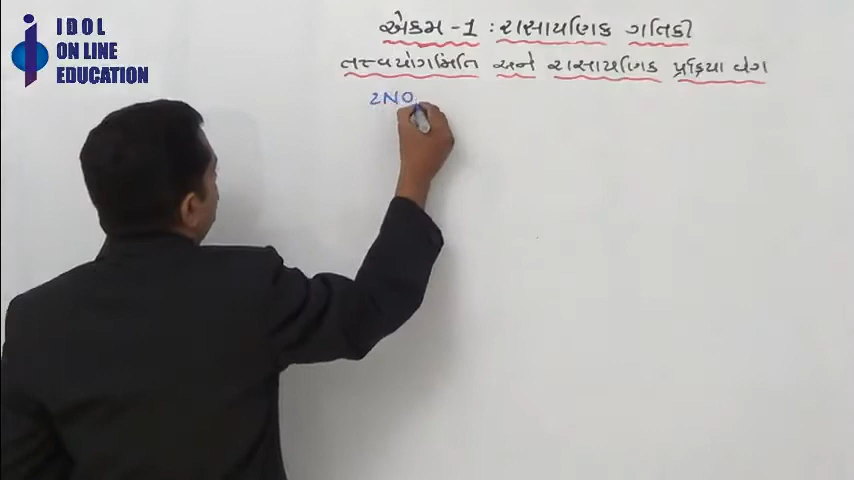 IDOL
ON LINE
EDUCATION
એકમ -1 : રાસાયણિક ગતિકી
તત્ત્વયોગમિતિ અને રાસાયણિક પ્રક્રિયા વેગ
2NO